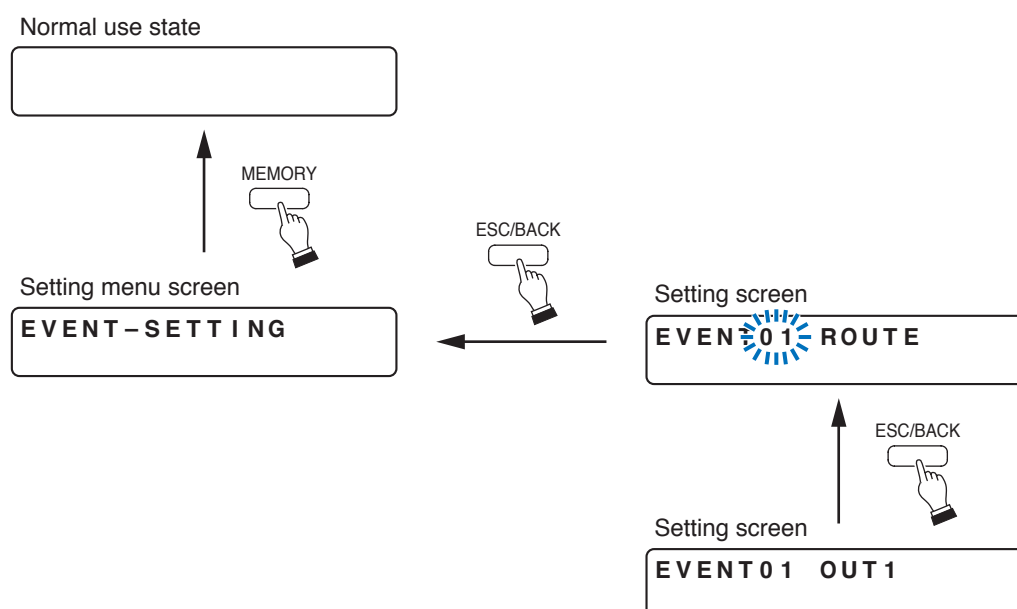 Normal use state
MEMORY
ESC/BACK
Setting menu screen
EVENT–SETTING
Setting screen
EVENT01 ROUTE
ESC/BACK
Setting screen
EVENT01 OUT1